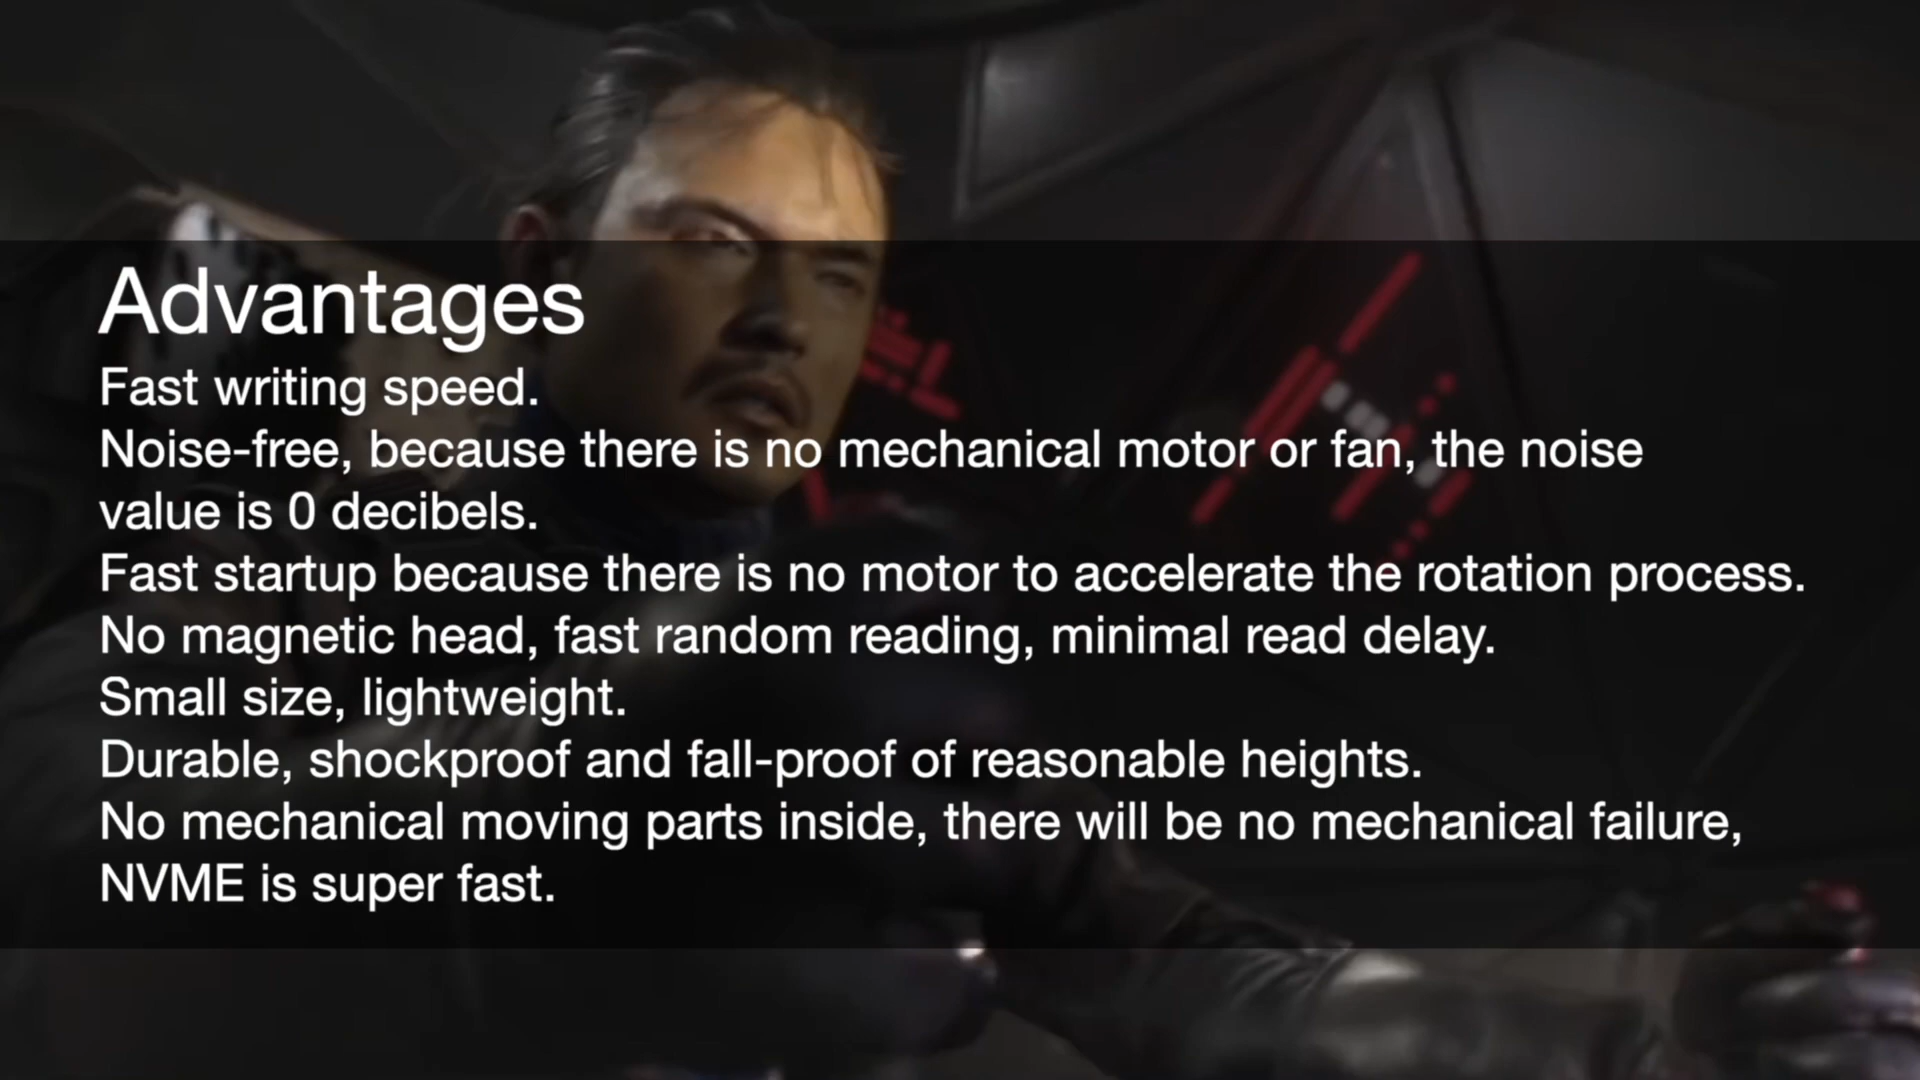 Advantages
Fast writing speed.
Noise-free, because there is no mechanical motor or fan, the noise
value is 0 decibels.
Fast startup because there is no motor to accelerate the rotation process.
No magnetic head, fast random reading, minimal read delay.
Small size, lightweight.
Durable, shockproof and fall-proof of reasonable heights.
No mechanical moving parts inside, there will be no mechanical failure,
NVME is super fast.